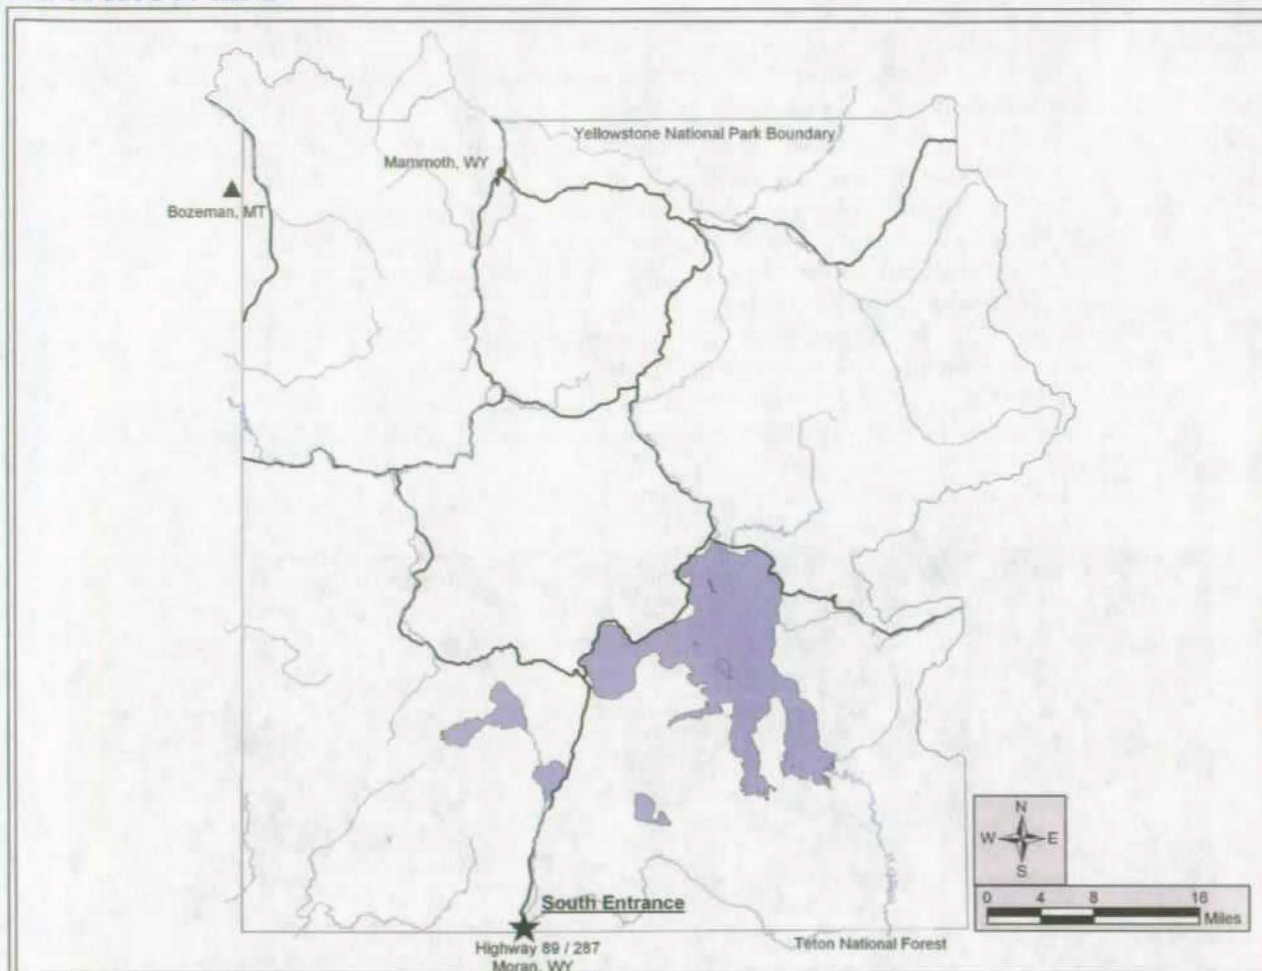 Yellowstone National Park Boundary
Mammoth, WY
Bozeman, MT
N
W E
S
0 4 8 16
Miles
South Entrance
Highway 89 / 287
Moran, WY
Teton National Forest